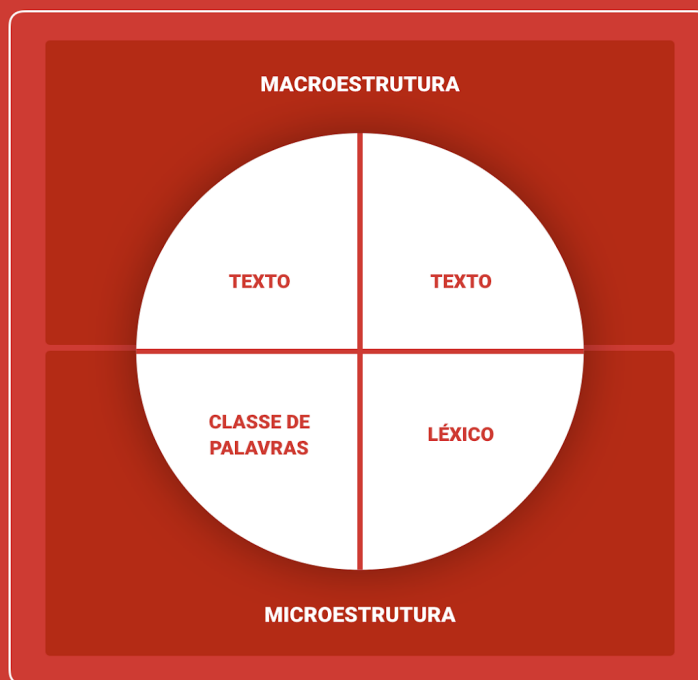 MACROESTRUTURA
TEXTO
TEXTO
CLASSE DE
PALAVRAS
LÉXICO
MICROESTRUTURA